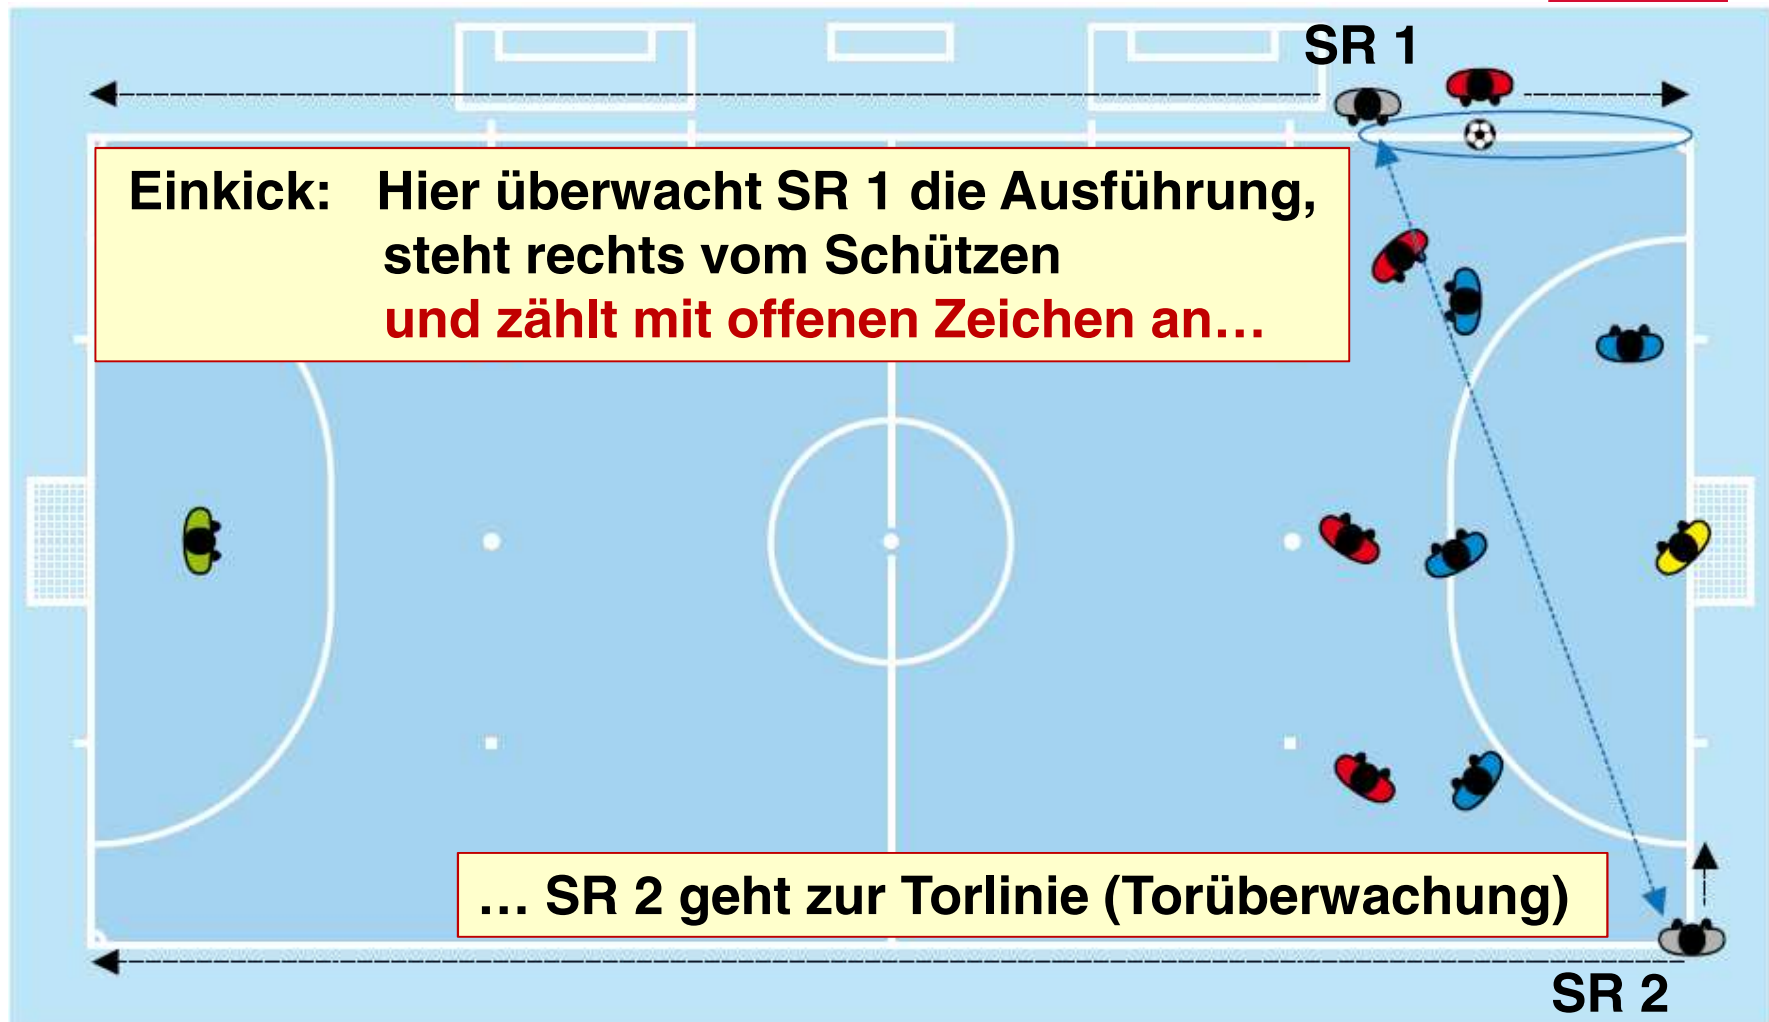 SR 1
Einkick: Hier überwacht SR 1 die Ausführung,
steht rechts vom Schützen
und zählt mit offenen Zeichen an…
… SR 2 geht zur Torlinie (Torüberwachung)
SR 2